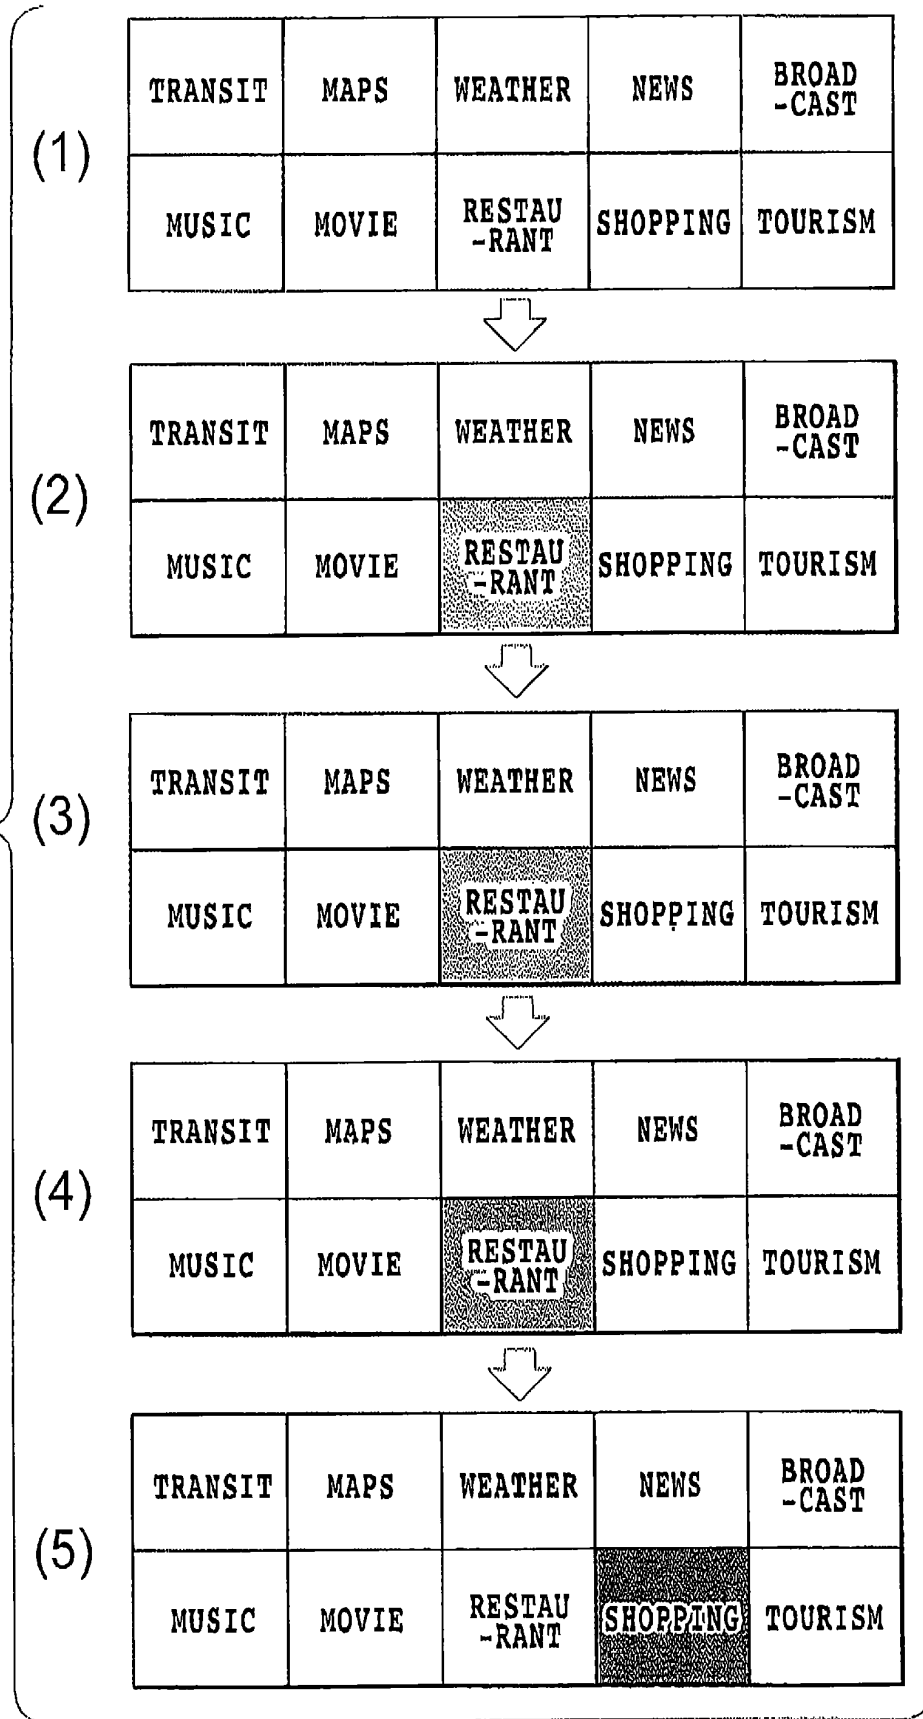 (1)
TRANSIT MAPS WEATHER NEWS BROAD
-CAST
MUSIC MOVIE RESTAU
-RANT SHOPPING TOURISM
(2)
TRANSIT MAPS WEATHER NEWS BROAD
-CAST
MUSIC MOVIE RESTAU
-RANT SHOPPING TOURISM
(3)
TRANSIT MAPS WEATHER NEWS BROAD
-CAST
MUSIC MOVIE RESTAU
-RANT SHOPPING TOURISM
(4)
TRANSIT MAPS WEATHER NEWS BROAD
-CAST
MUSIC MOVIE RESTAU
-RANT SHOPPING TOURISM
(5)
TRANSIT MAPS WEATHER NEWS BROAD
-CAST
MUSIC MOVIE RESTAU
-RANT SHOPPING TOURISM